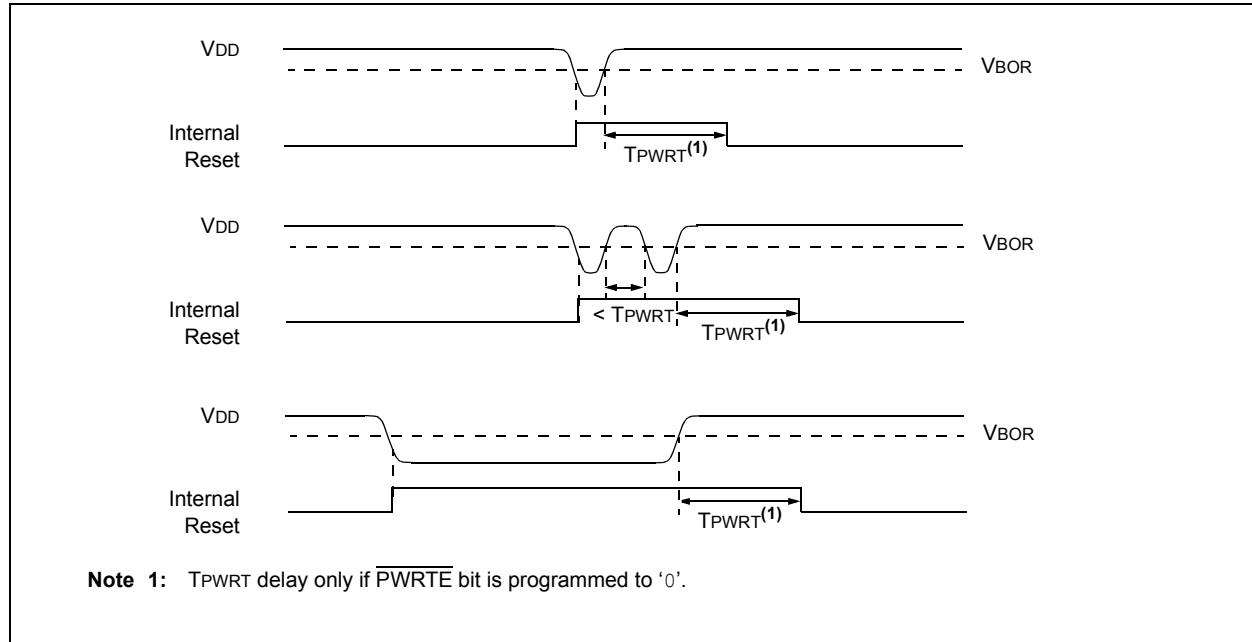 VDD
VBOR
Internal
Reset
TPWRT(1)
VDD
VBOR
Internal
Reset
< TPWRT
TPWRT(1)
VDD
VBOR
Internal
Reset
TPWRT(1)
Note 1: TPWRT delay only if PWRTE bit is programmed to ‘0’.